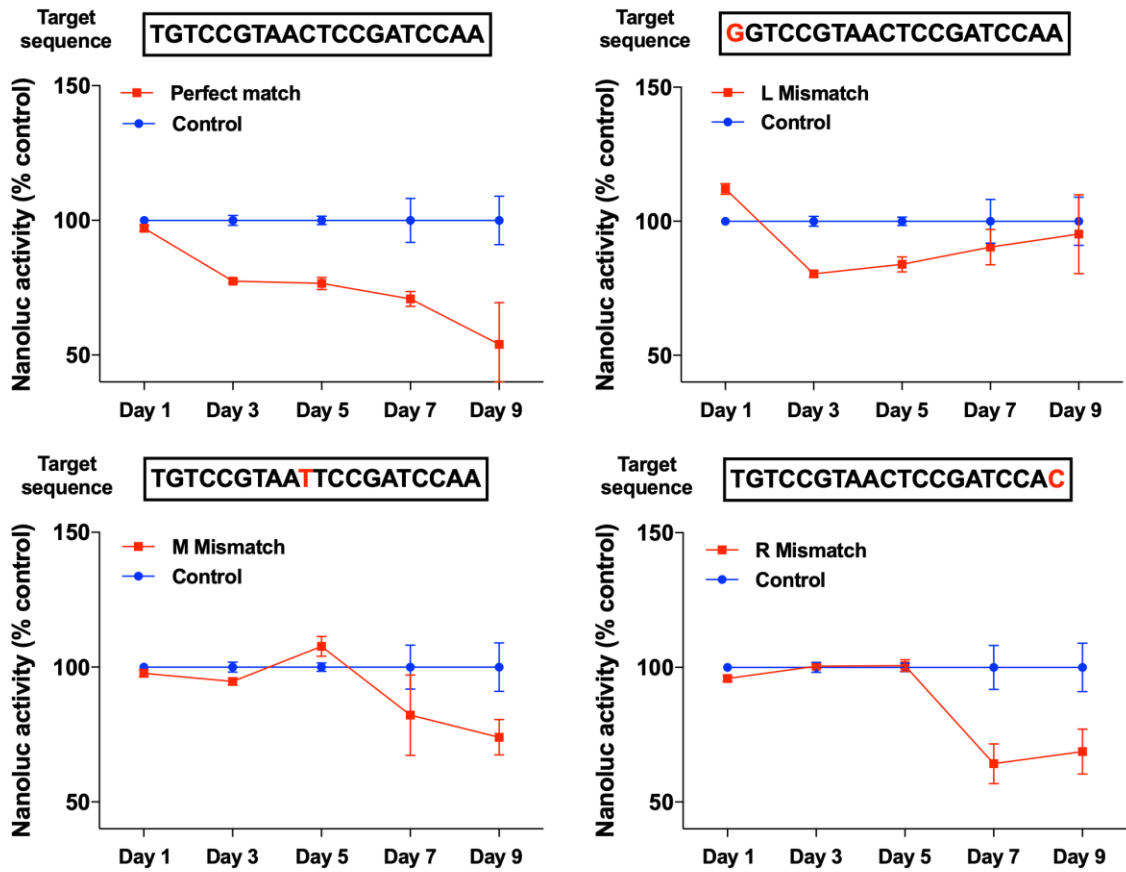 Target
sequence
TGTCCGTAACTCCGATCCAA
Nanoluc activity (% control)
150
100
50
Perfect match
Control
Day 1 Day 3 Day 5 Day 7 Day 9
Target
sequence
GGTCCGTAACTCCGATCCAA
Nanoluc activity (% control)
150
100
50
L Mismatch
Control
Day 1 Day 3 Day 5 Day 7 Day 9
Target
sequence
TGTCCGTAATTCCGATCCAA
Nanoluc activity (% control)
150
100
50
M Mismatch
Control
Day 1 Day 3 Day 5 Day 7 Day 9
Target
sequence
TGTCCGTAACTCCGATCCAC
Nanoluc activity (% control)
150
100
50
R Mismatch
Control
Day 1 Day 3 Day 5 Day 7 Day 9